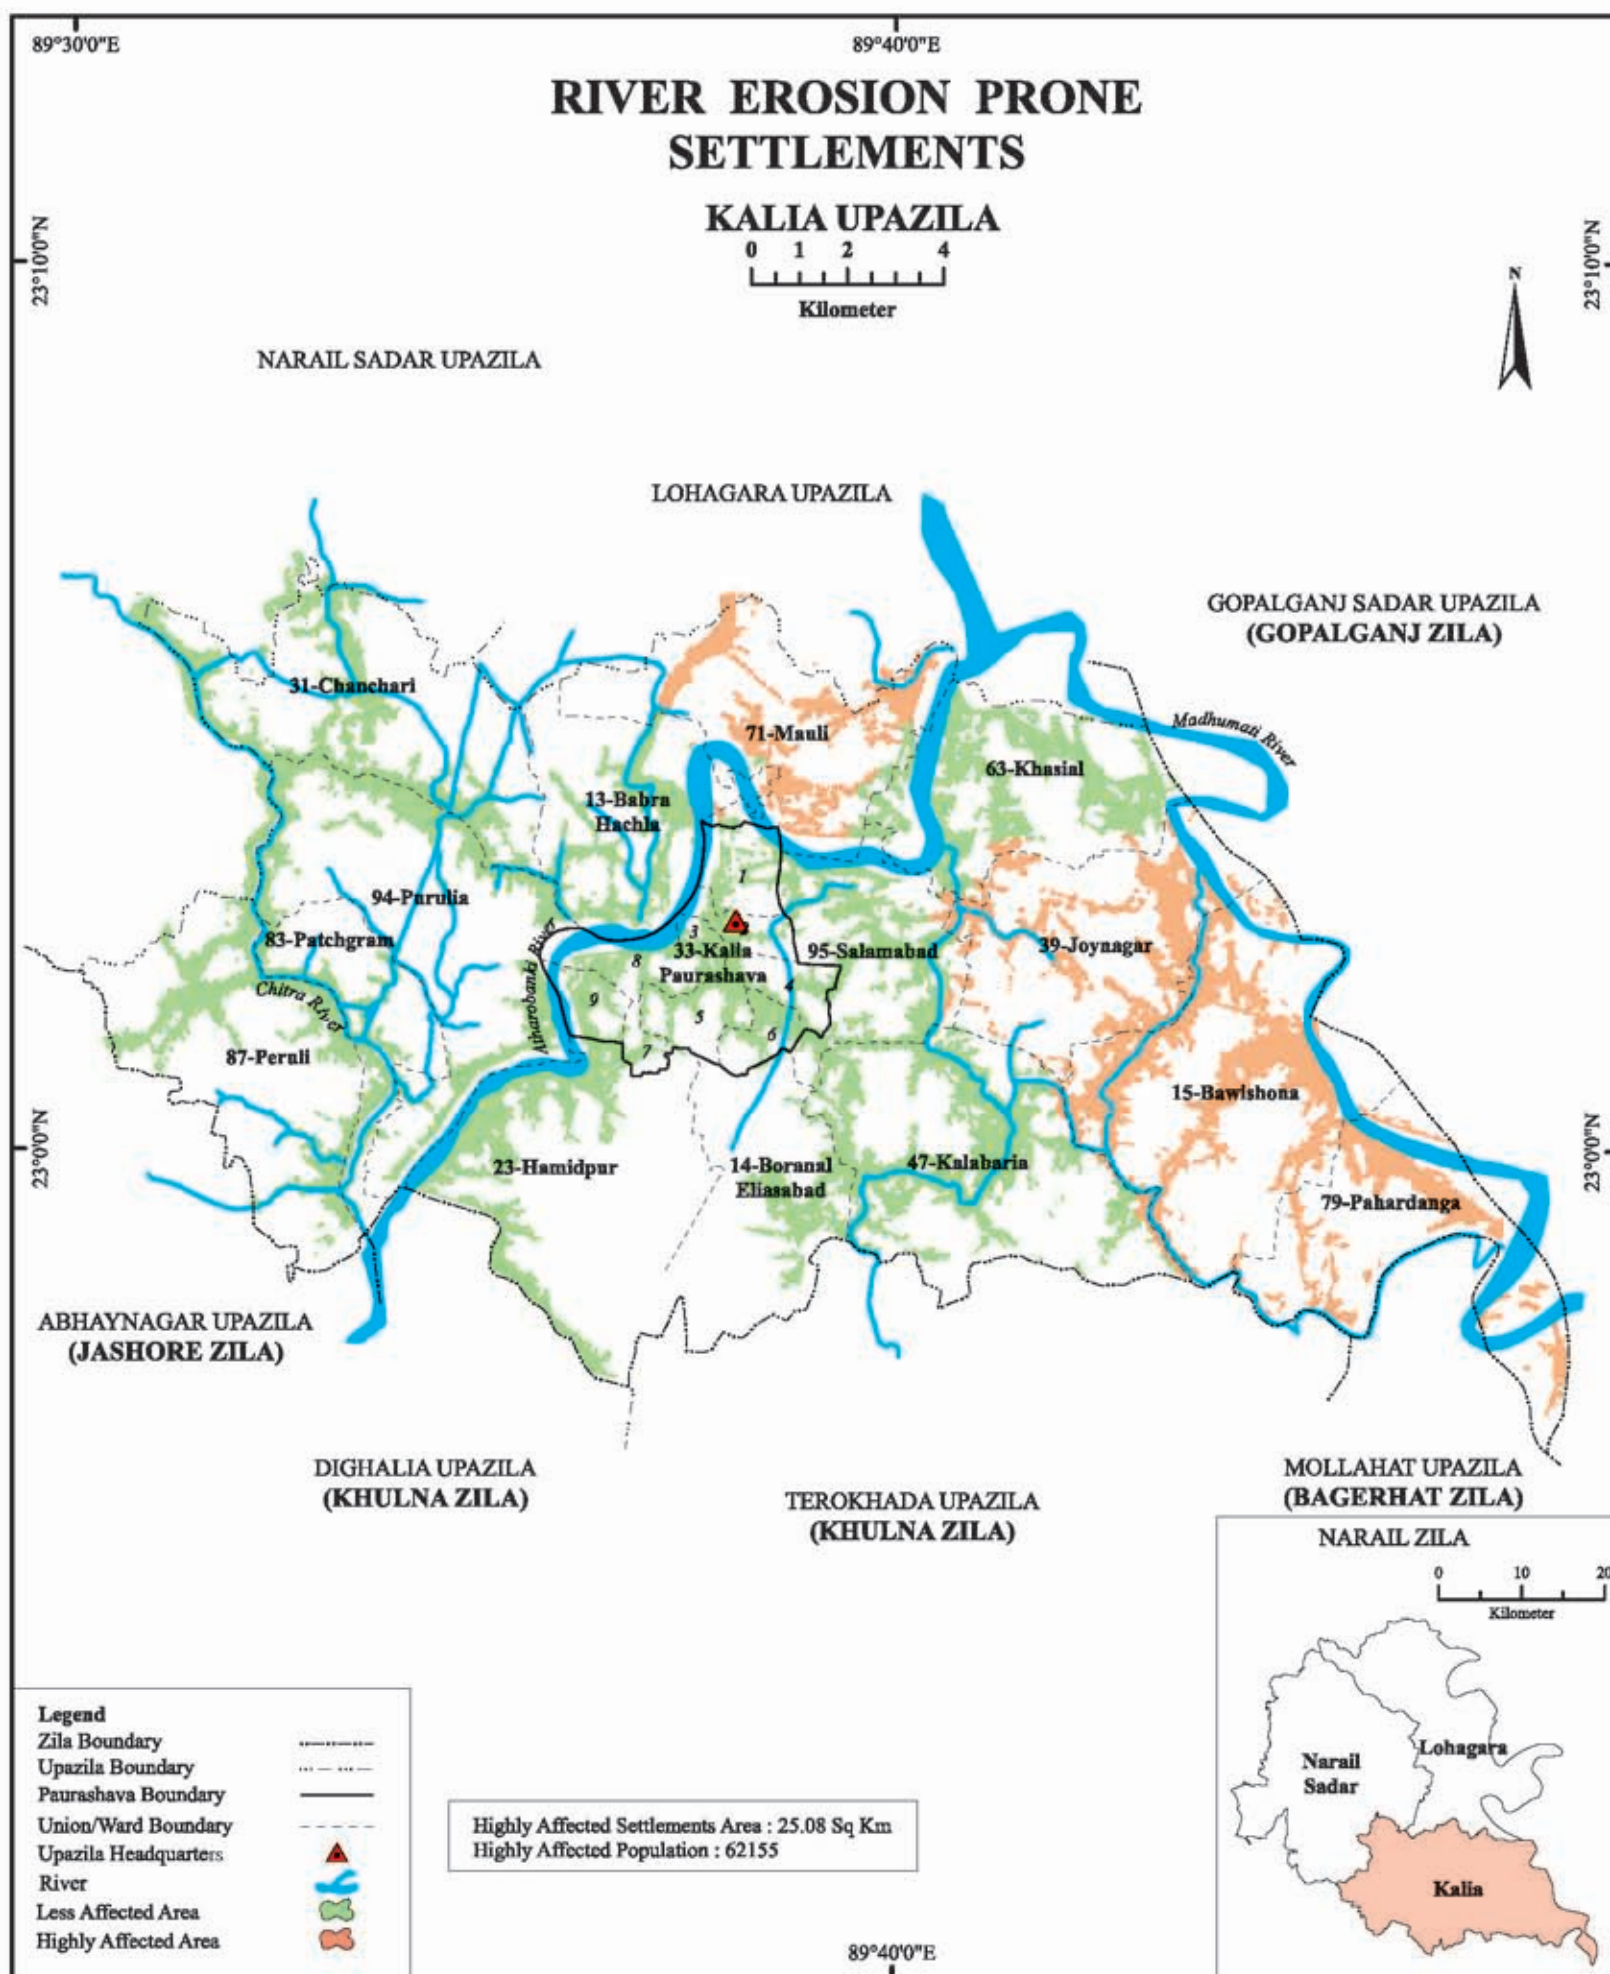 89°30'0"E
89°40'0"E
RIVER EROSION PRONE
SETTLEMENTS
KALIA UPAZILA
0 1 2 4
Kilometer
23°10'0"N
23°10'0"N
N
NARAIL SADAR UPAZILA
LOHAGARA UPAZILA
GOPALGANJ SADAR UPAZILA
(GOPALGANJ ZILA)
31-Chanchari
71-Mauli
Madhumati River
63-Khasial
13-Babra
Hachla
1
94-Purulia
83-Patchgram
3
39-Joynagar
33-Kalia
Paurashava
95-Salamabad
8
4
9
Chitra River
Atharobanki River
5
6
7
87-Peruli
15-Bawishona
23°0'0"N
23°0'0"N
23-Hamidpur
14-Boranal
Eliasabad
47-Kalabaria
79-Pahardanga
ABHAYNAGAR UPAZILA
(JASHORE ZILA)
DIGHALIA UPAZILA
(KHULNA ZILA)
TEROKHADA UPAZILA
(KHULNA ZILA)
MOLLAHAT UPAZILA
(BAGERHAT ZILA)
NARAIL ZILA
0 10 20
Kilometer
Lohagara
Narail
Sadar
Kalia
Legend
Zila Boundary
Upazila Boundary
Paurashava Boundary
Union/Ward Boundary
Upazila Headquarters
River
Less Affected Area
Highly Affected Area
Highly Affected Settlements Area : 25.08 Sq Km
Highly Affected Population : 62155
89°40'0"E